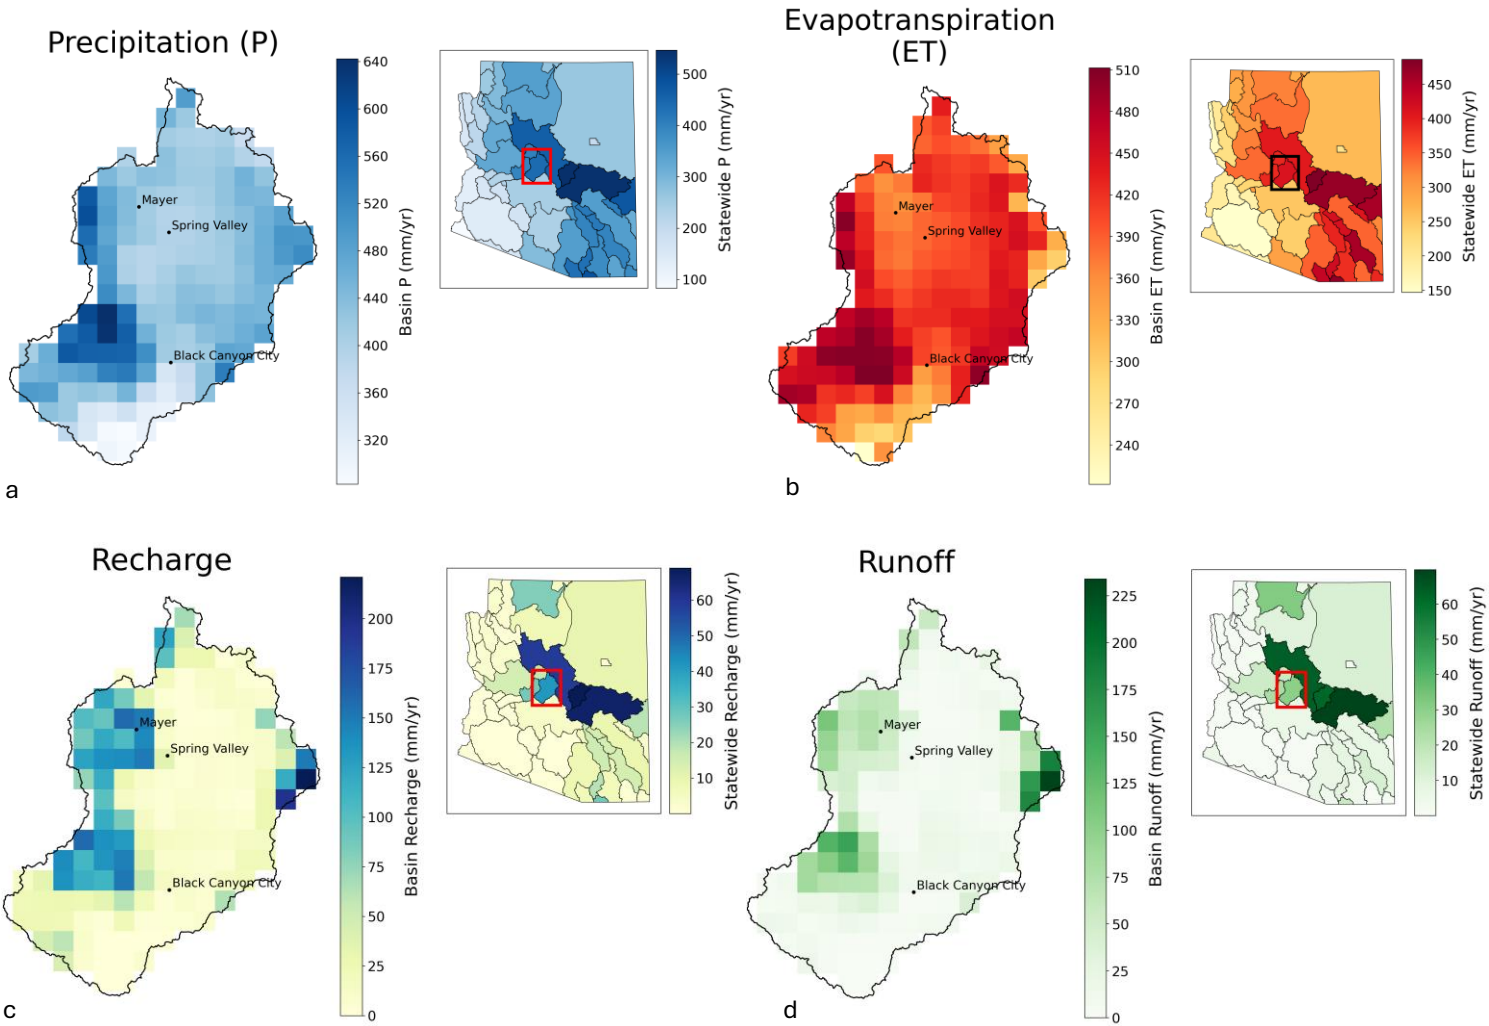 Precipitation (P)
640
600
560
520
480
440
400
360
320
Basin P (mm/yr)
Mayer
Spring Valley
Black Canyon City
500
400
300
200
100
Statewide P (mm/yr)
a
Evapotranspiration
(ET)
510
480
450
420
390
360
330
300
270
240
Basin ET (mm/yr)
Mayer
Spring Valley
Black Canyon City
450
400
350
300
250
200
150
Statewide ET (mm/yr)
b
Recharge
200
175
150
125
100
75
50
25
0
Basin Recharge (mm/yr)
Mayer
Spring Valley
Black Canyon City
60
50
40
30
20
10
Statewide Recharge (mm/yr)
c
Runoff
225
200
175
150
125
100
75
50
25
0
Basin Runoff (mm/yr)
Mayer
Spring Valley
Black Canyon City
60
50
40
30
20
10
Statewide Runoff (mm/yr)
d